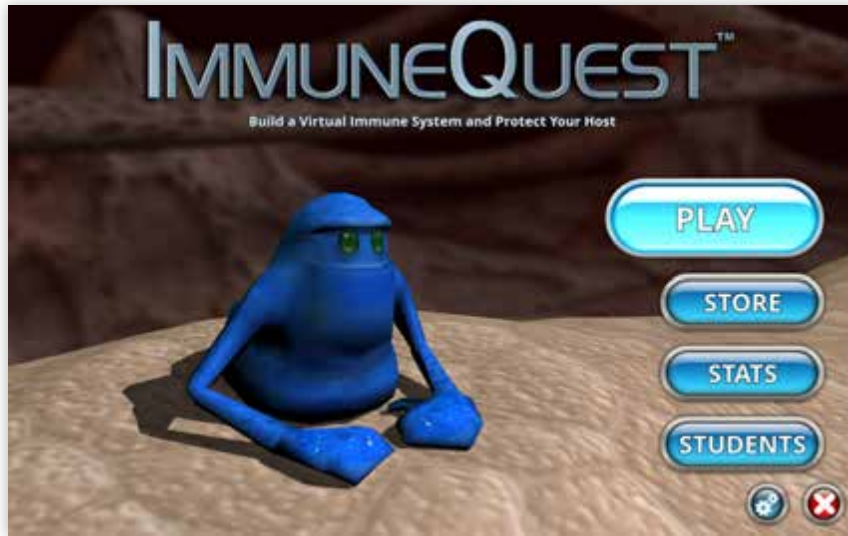 IMMUNEQUEST™
Build a Virtual Immune System and Protect Your Host
PLAY
STORE
STATS
STUDENTS